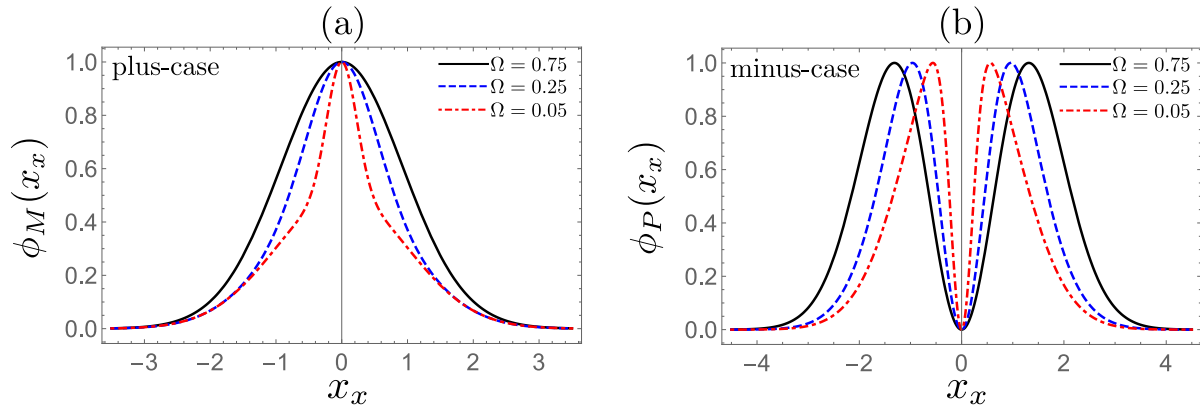 (a)
plus-case
Ω = 0.75
Ω = 0.25
Ω = 0.05
ϕ_M(x_x)
1.0
0.8
0.6
0.4
0.2
0.0
−3 −2 −1 0 1 2 3
x_x
(b)
minus-case
Ω = 0.75
Ω = 0.25
Ω = 0.05
ϕ_P(x_x)
1.0
0.8
0.6
0.4
0.2
0.0
−4 −2 0 2 4
x_x